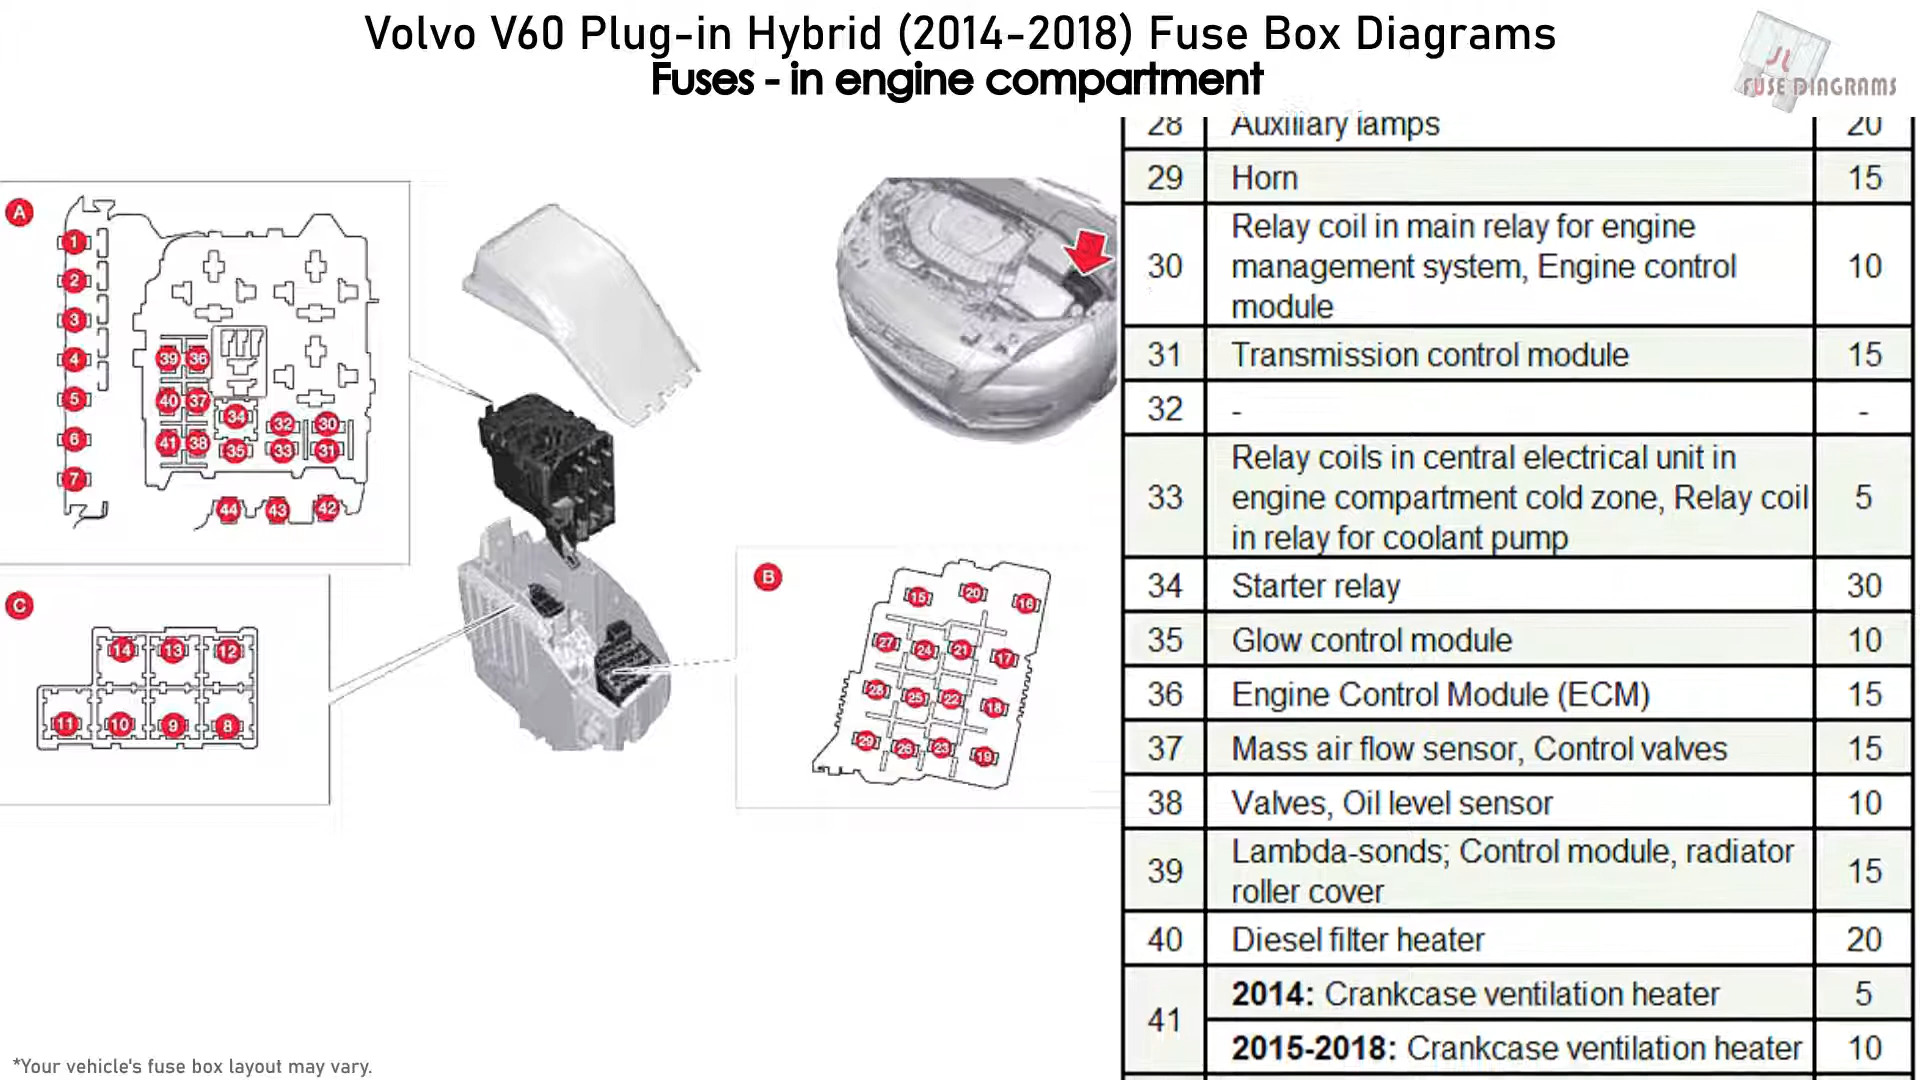 Volvo V60 Plug-in Hybrid (2014-2018) Fuse Box Diagrams
Fuses - in engine compartment
Jt
FUSE DIAGRAMS
A
1
2
3
4
5
6
7
39 36
40 37
34
32 30
41 38
35 33 31
44 43 42
C
14 13 12
11 10 9 8
B
15 20 16
27 24 21 17
28 25 22 18
29 26 23 19
28 Auxiliary lamps 20
29 Horn 15
Relay coil in main relay for engine
30 management system, Engine control 10
module
31 Transmission control module 15
32 - -
Relay coils in central electrical unit in
33 engine compartment cold zone, Relay coil 5
in relay for coolant pump
34 Starter relay 30
35 Glow control module 10
36 Engine Control Module (ECM) 15
37 Mass air flow sensor, Control valves 15
38 Valves, Oil level sensor 10
Lambda-sonds; Control module, radiator
39 15
roller cover
40 Diesel filter heater 20
2014: Crankcase ventilation heater 5
41
2015-2018: Crankcase ventilation heater 10
*Your vehicle's fuse box layout may vary.